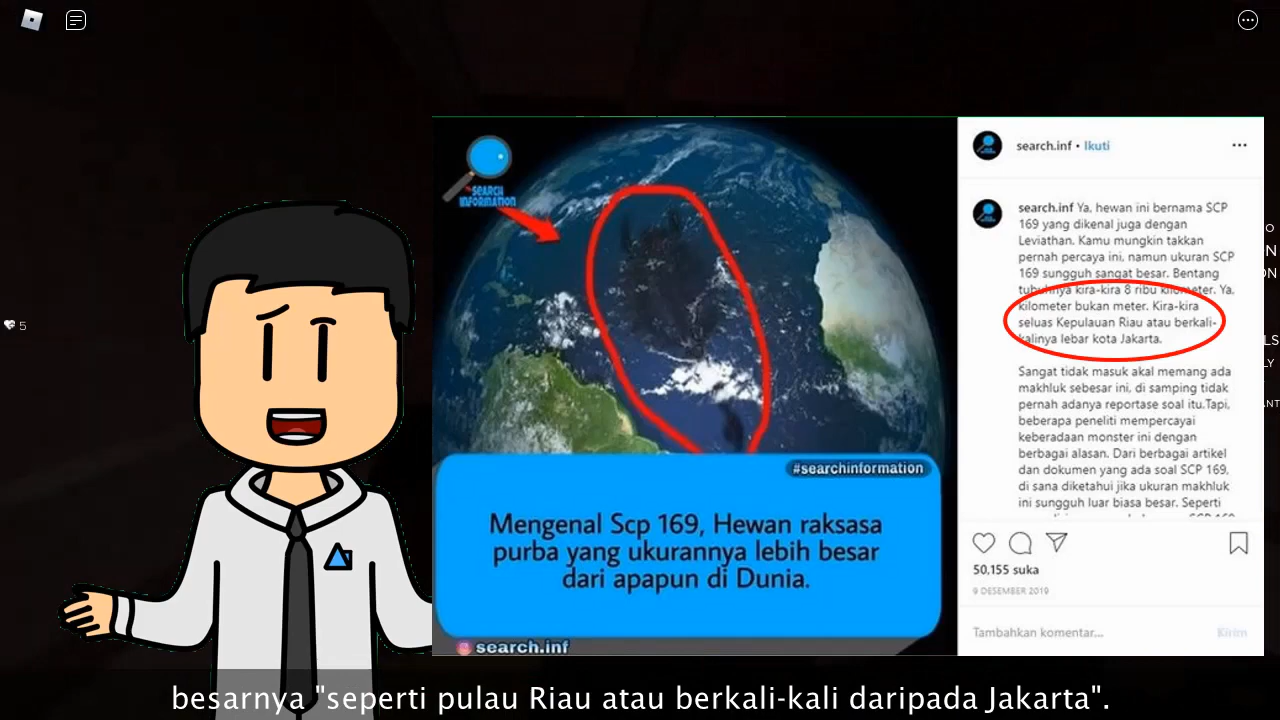 5
SEARCH
INFORMATION
#searchinformation
Mengenal Scp 169, Hewan raksasa
purba yang ukurannya lebih besar
dari apapun di Dunia.
search.inf
search.inf • Ikuti
search.inf Ya, hewan ini bernama SCP
169 yang dikenal juga dengan
Leviathan. Kamu mungkin takkan
pernah percaya ini, namun ukuran SCP
169 sungguh sangat besar. Bentang
tubuhnya kira-kira 8 ribu kilometer. Ya,
kilometer bukan meter. Kira-kira
seluas Kepulauan Riau atau berkali-
kalinya lebar kota Jakarta.
Sangat tidak masuk akal memang ada
makhluk sebesar ini, di samping tidak
pernah adanya reportase soal itu.Tapi,
beberapa peneliti mempercayai
keberadaan monster ini dengan
berbagai alasan. Dari berbagai artikel
dan dokumen yang ada soal SCP 169,
di sana diketahui jika ukuran makhluk
ini sungguh luar biasa besar. Seperti
50,155 suka
9 DESEMBER 2019
Tambahkan komentar...
Kirim
besarnya "seperti pulau Riau atau berkali-kali daripada Jakarta".